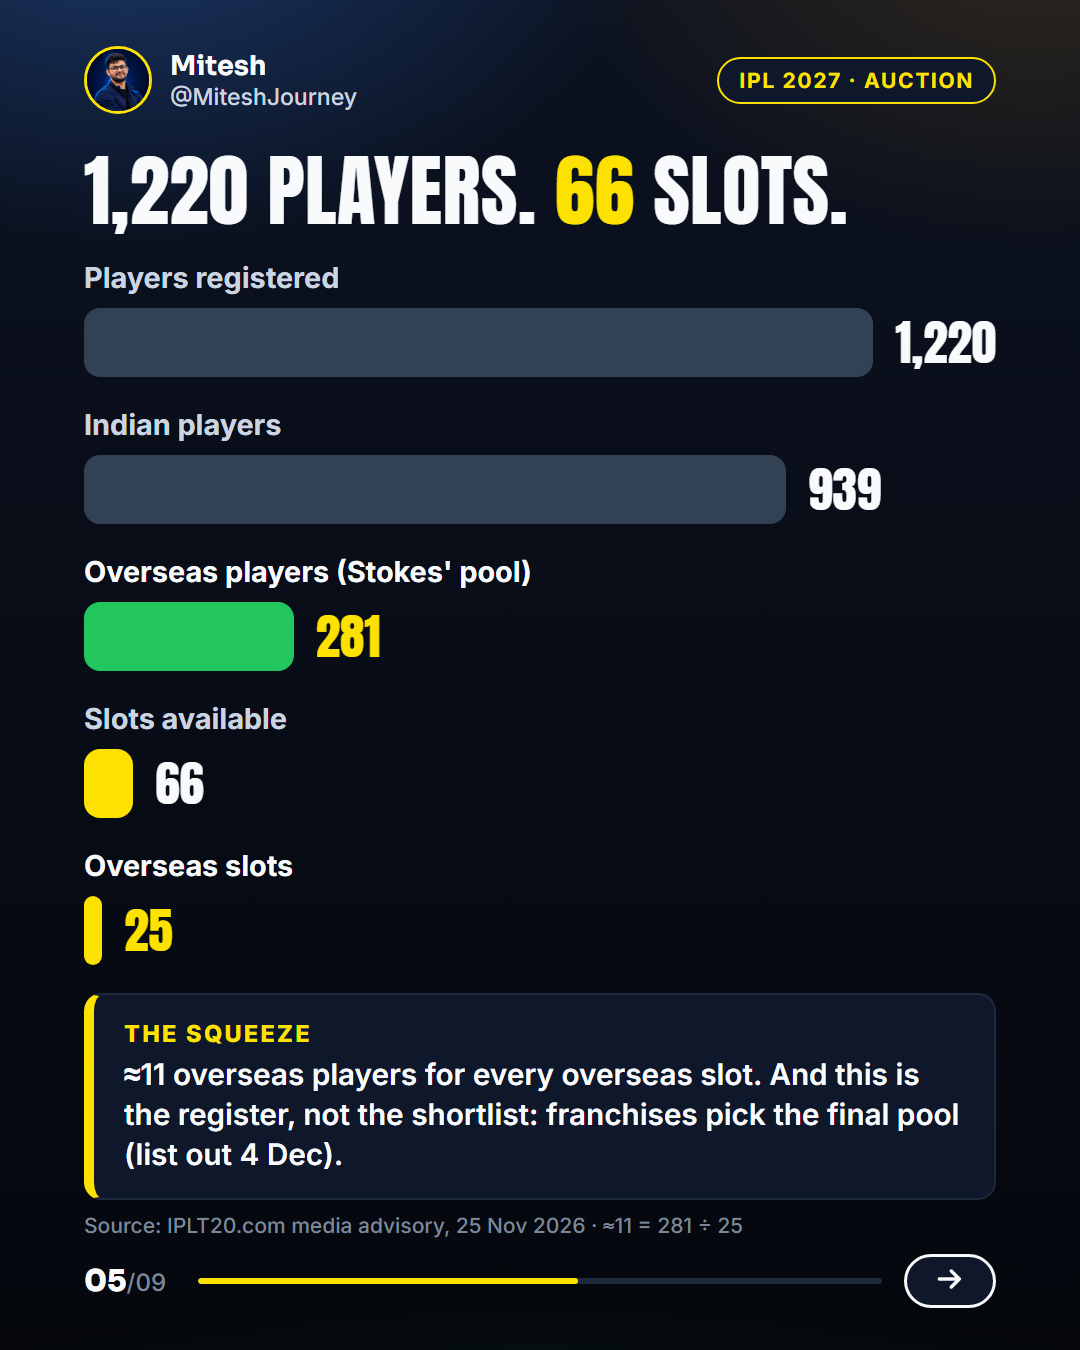 Mitesh
@MiteshJourney
IPL 2027 · AUCTION
1,220 PLAYERS. 66 SLOTS.
Players registered
1,220
Indian players
939
Overseas players (Stokes' pool)
281
Slots available
66
Overseas slots
25
THE SQUEEZE
≈11 overseas players for every overseas slot. And this is
the register, not the shortlist: franchises pick the final pool
(list out 4 Dec).
Source: IPLT20.com media advisory, 25 Nov 2026 · ≈11 = 281 ÷ 25
05/09
→